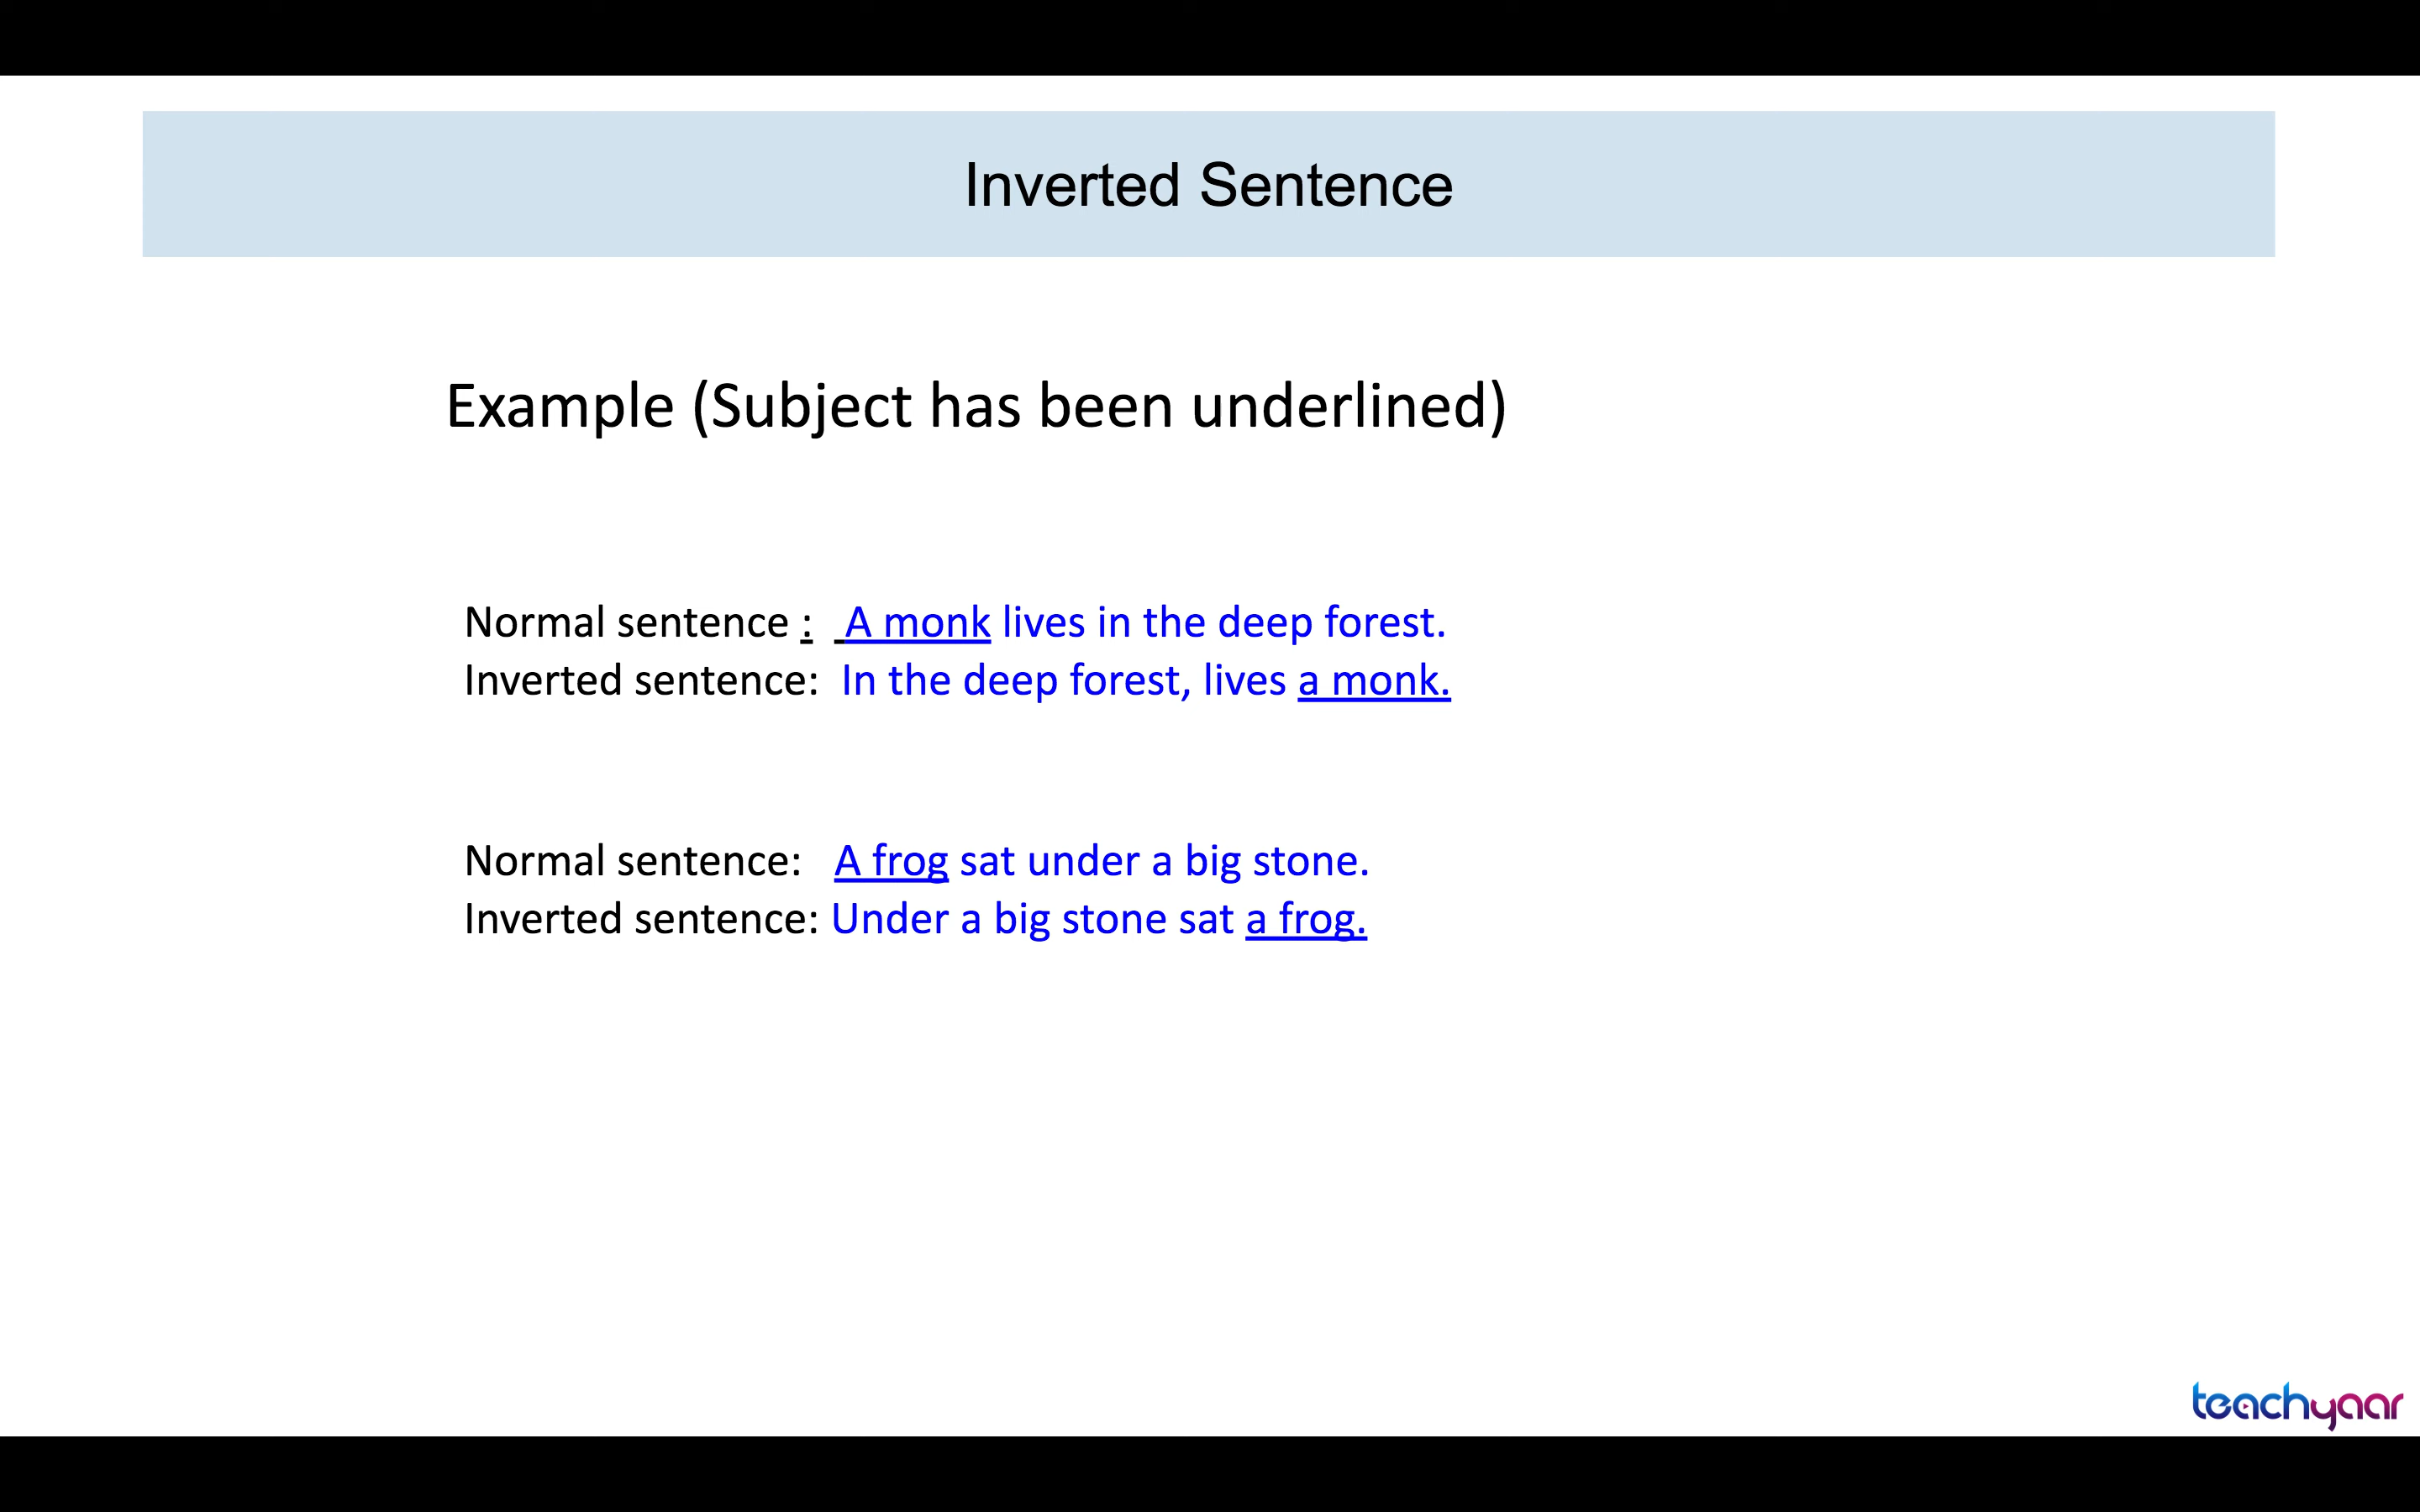 Inverted Sentence
Example (Subject has been underlined)
Normal sentence :  A monk lives in the deep forest.
Inverted sentence:  In the deep forest, lives a monk.
Normal sentence:  A frog sat under a big stone.
Inverted sentence: Under a big stone sat a frog.
teachyaar